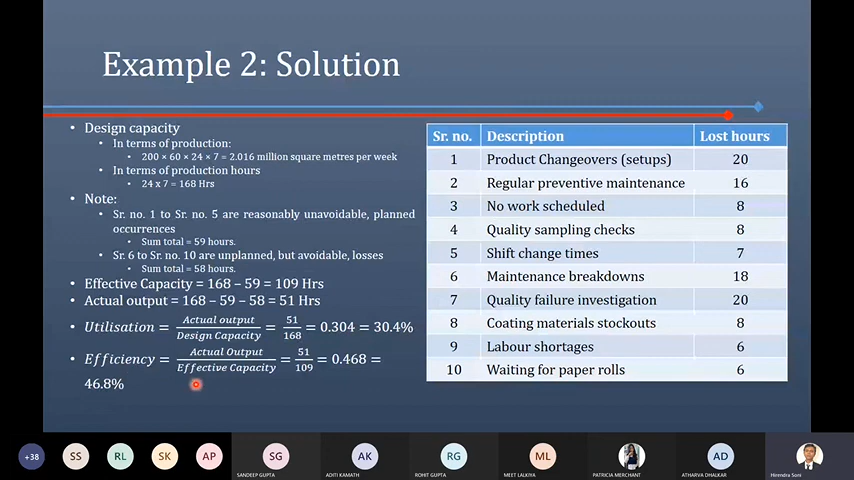 Example 2: Solution
• Design capacity
• In terms of production:
• 200 × 60 × 24 × 7 = 2.016 million square metres per week
• In terms of production hours
• 24 x 7 = 168 Hrs
• Note:
• Sr. no. 1 to Sr. no. 5 are reasonably unavoidable, planned
occurrences
• Sum total = 59 hours.
• Sr. 6 to Sr. no. 10 are unplanned, but avoidable, losses
• Sum total = 58 hours.
• Effective Capacity = 168 – 59 = 109 Hrs
• Actual output = 168 – 59 – 58 = 51 Hrs
• Utilisation = Actual output / Design Capacity = 51 / 168 = 0.304 = 30.4%
• Efficiency = Actual Output / Effective Capacity = 51 / 109 = 0.468 =
46.8%
Sr. no. Description Lost hours
1 Product Changeovers (setups) 20
2 Regular preventive maintenance 16
3 No work scheduled 8
4 Quality sampling checks 8
5 Shift change times 7
6 Maintenance breakdowns 18
7 Quality failure investigation 20
8 Coating materials stockouts 8
9 Labour shortages 6
10 Waiting for paper rolls 6
+38 SS RL SK AP SG AK RG ML AD
SANDEEP GUPTA ADITI KAMATH ROHIT GUPTA MEET LALKIYA PATRICIA MERCHANT ATHARVA DHALKAR Hirendra Soni